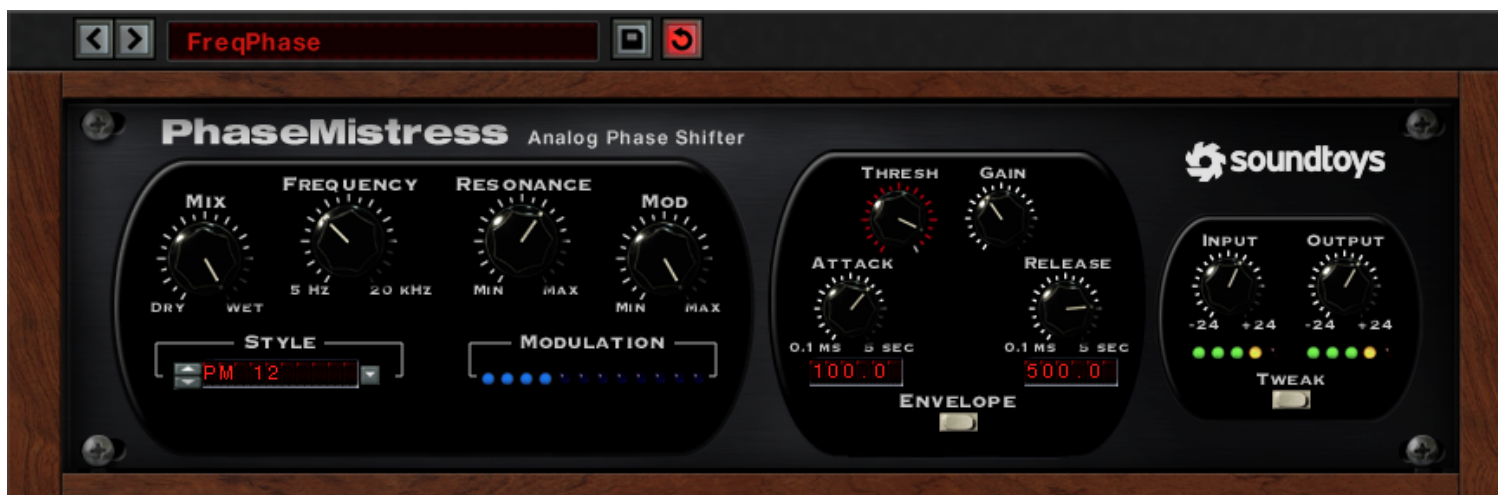 FreqPhase
PhaseMistress Analog Phase Shifter
soundtoys
MIX
DRY WET
FREQUENCY
5 HZ 20 KHZ
RESONANCE
MIN MAX
MOD
MIN MAX
STYLE
PM 12
MODULATION
THRESH
GAIN
ATTACK
0.1 MS 5 SEC
100.0
RELEASE
0.1 MS 5 SEC
500.0
ENVELOPE
INPUT
-24 +24
OUTPUT
-24 +24
TWEAK